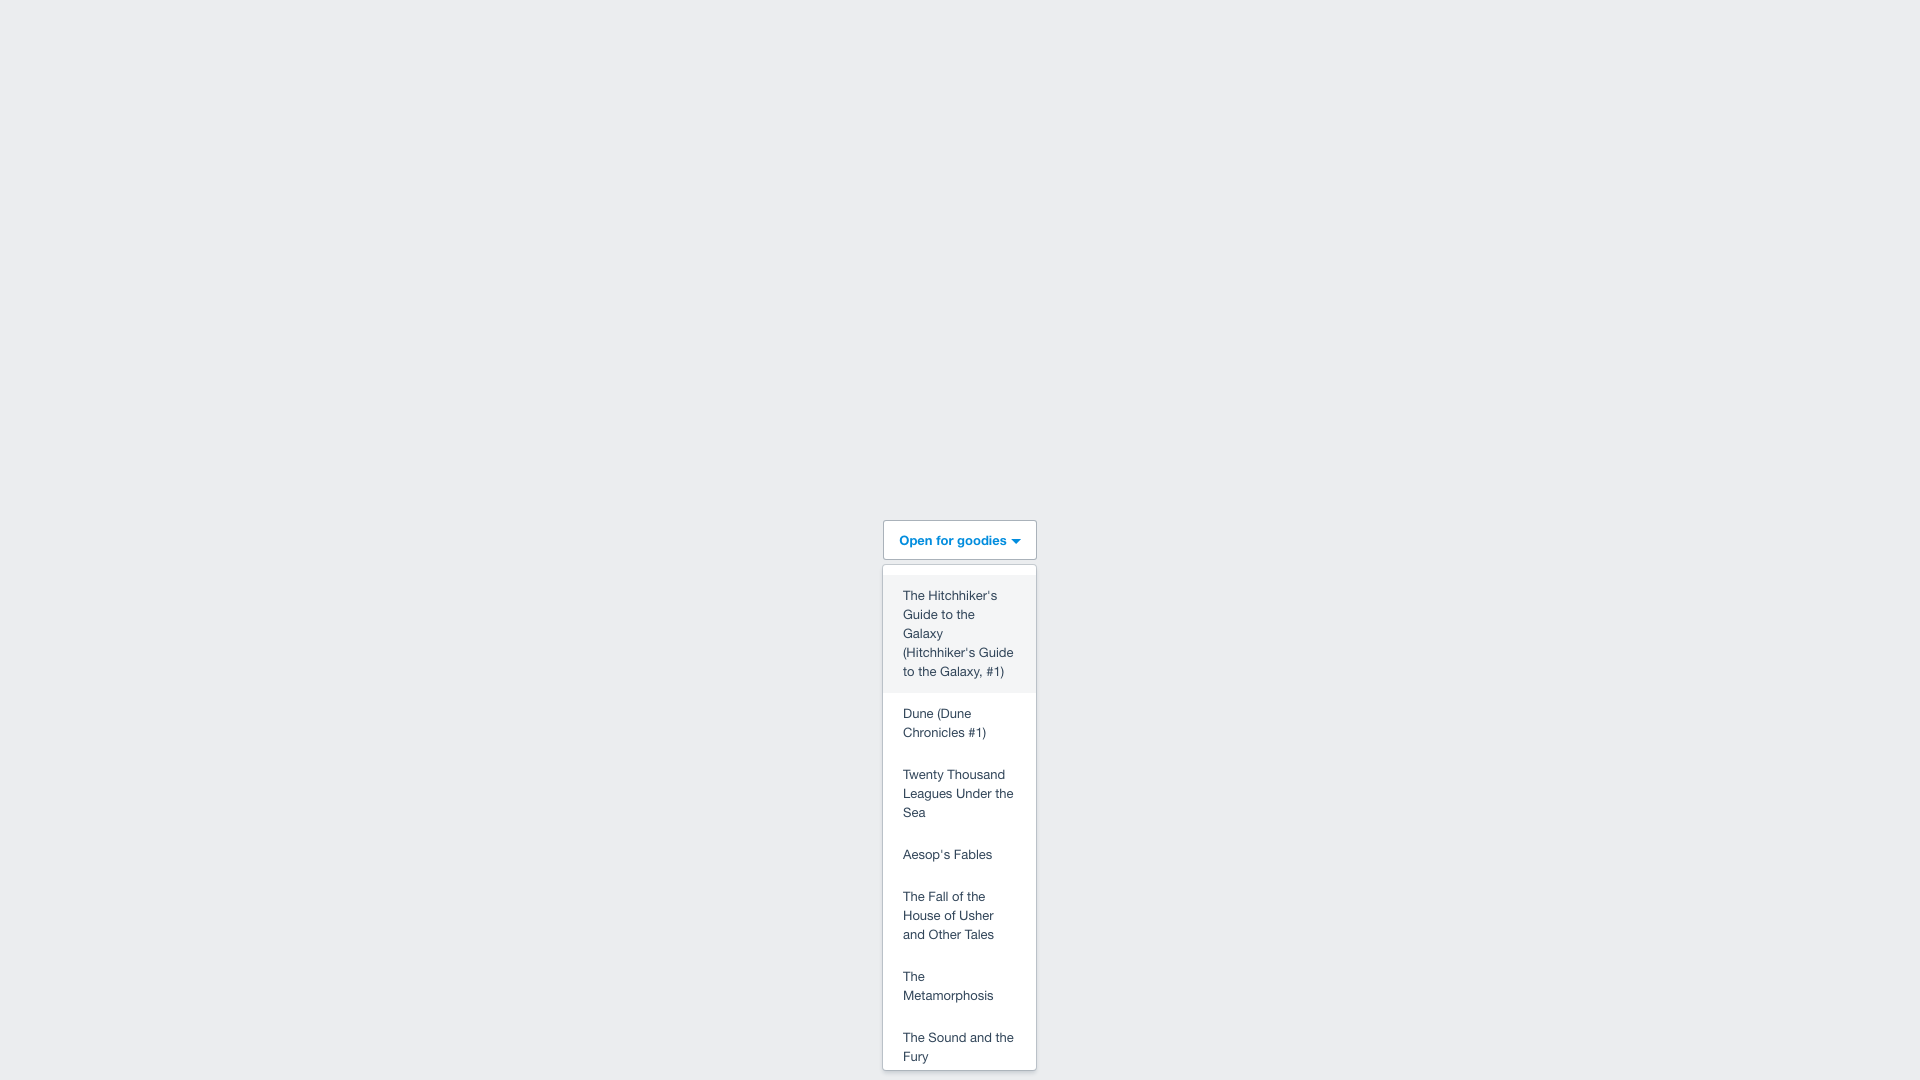 Open for goodies
The Hitchhiker's
Guide to the
Galaxy
(Hitchhiker's Guide
to the Galaxy, #1)
Dune (Dune
Chronicles #1)
Twenty Thousand
Leagues Under the
Sea
Aesop's Fables
The Fall of the
House of Usher
and Other Tales
The
Metamorphosis
The Sound and the
Fury